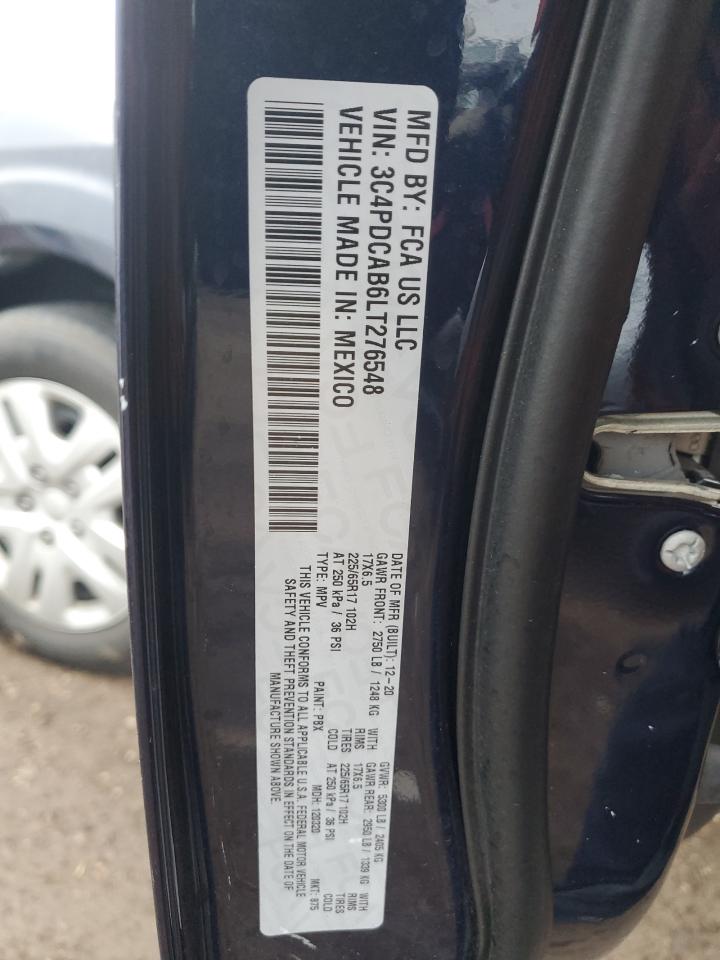 MFD BY: FCA US LLC
VIN: 3C4PDCAB6LT276548
VEHICLE MADE IN: MEXICO
DATE OF MFR (BUILT): 12-20 GVWR: 5300 LB / 2405 KG
GAWR FRONT: 2750 LB / 1248 KG WITH GAWR REAR: 2950 LB / 1339 KG WITH
17X6.5 RIMS 17X6.5 RIMS
225/65R17 102H TIRES 225/65R17 102H TIRES
AT 250 kPa / 36 PSI COLD AT 250 kPa / 36 PSI COLD
TYPE: MPV PAINT: PBX MDH: 120320 MKT: 875
THIS VEHICLE CONFORMS TO ALL APPLICABLE U.S.A. FEDERAL MOTOR VEHICLE
SAFETY AND THEFT PREVENTION STANDARDS IN EFFECT ON THE DATE OF
MANUFACTURE SHOWN ABOVE.